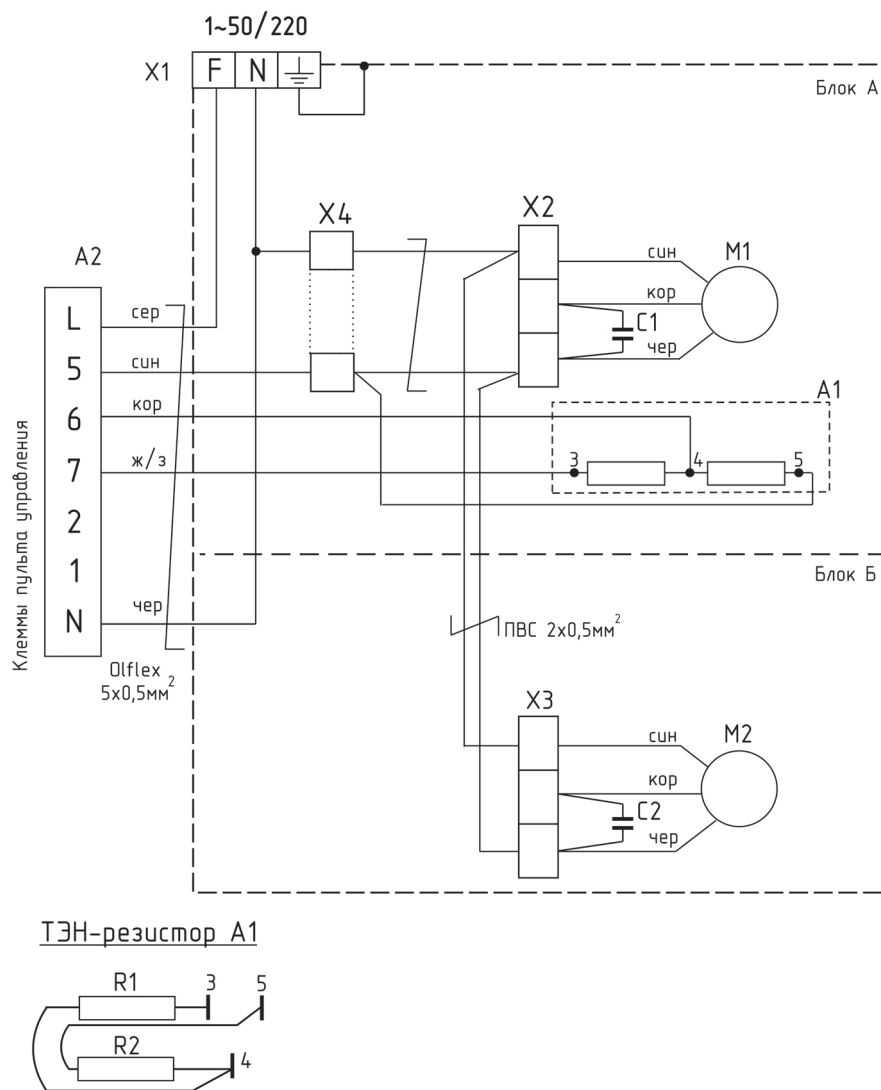 1~50/220
X1
F N
Блок А
X4
X2
A2
син
M1
L
сер
кор
C1
чер
5
син
6
кор
A1
7
ж/з
3
4
5
2
1
Блок Б
N
чер
ПВС 2х0,5мм²
Клеммы пульта управления
Olflex
5х0,5мм²
X3
син
M2
кор
C2
чер
ТЭН-резистор А1
R1
3
5
R2
4